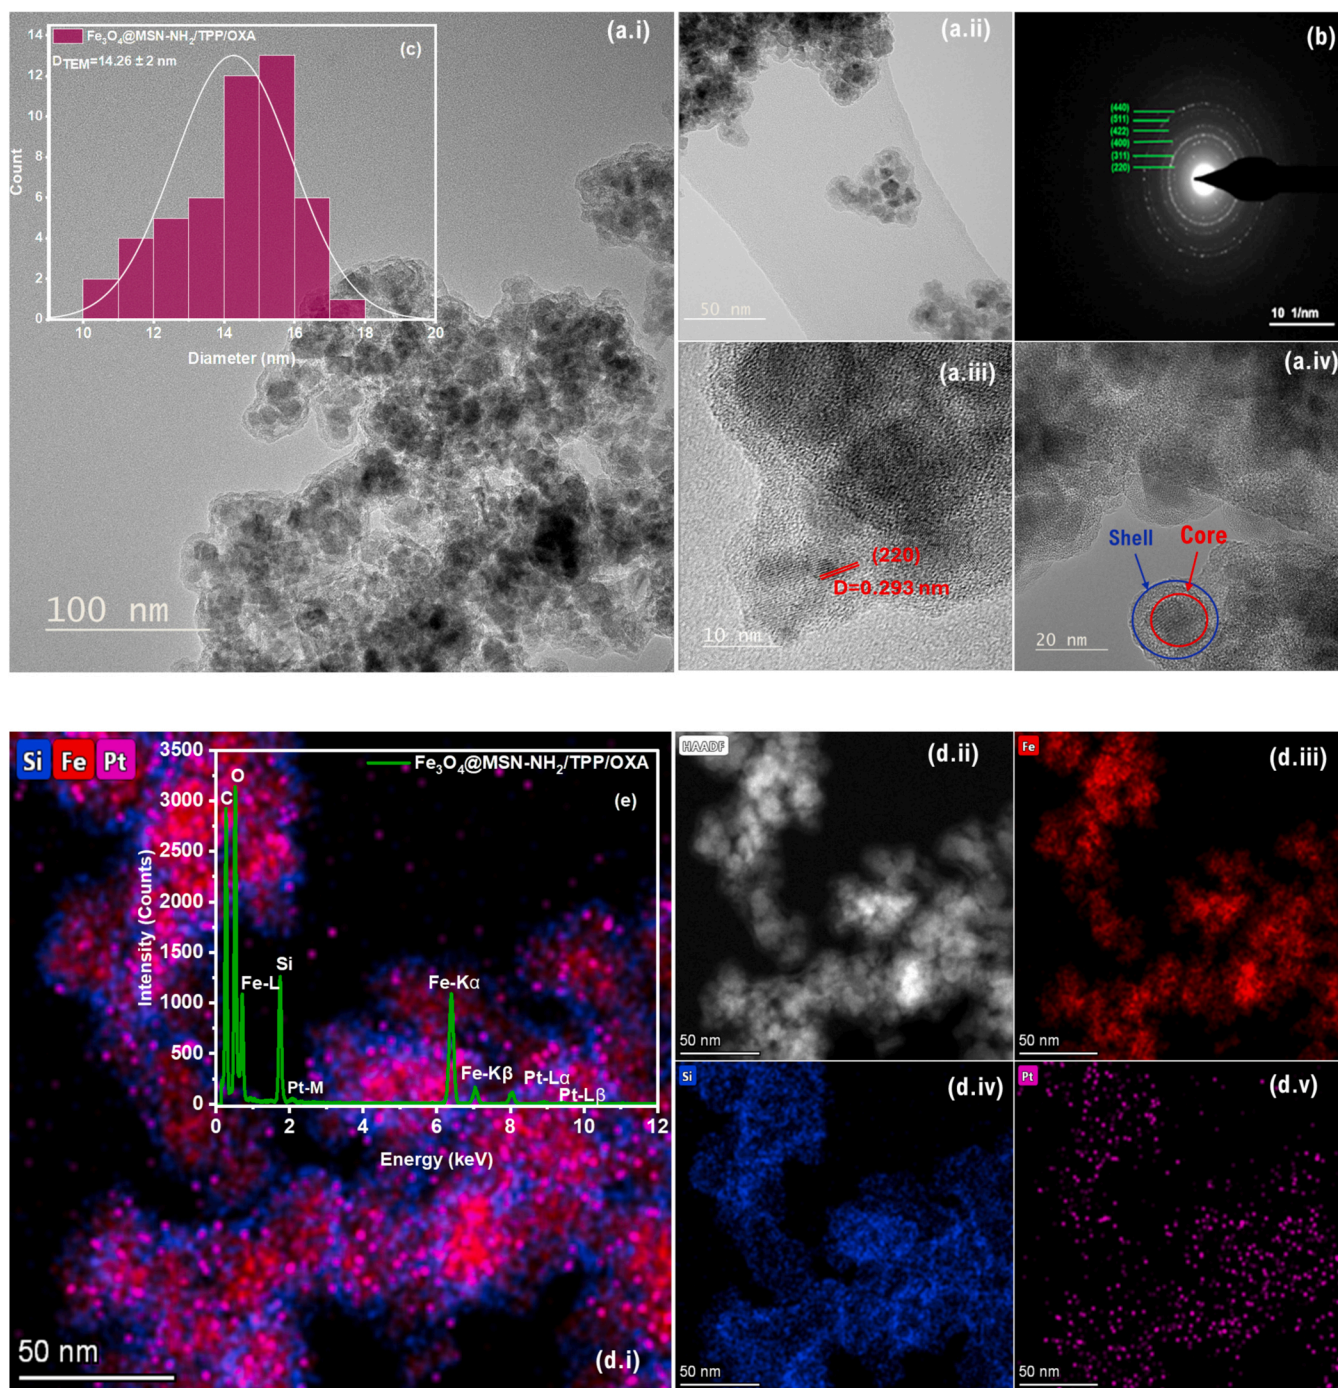 (a.i)
Fe₃O₄@MSN-NH₂/TPP/OXA
(c)
D_TEM=14.26 ± 2 nm
14
12
10
8
6
4
2
0
Count
10 12 14 16 18 20
Diameter (nm)
100 nm
(a.ii)
50 nm
(b)
(440)
(511)
(422)
(400)
(311)
(220)
10 1/nm
(a.iii)
(220)
D=0.293 nm
10 nm
(a.iv)
Shell Core
20 nm
Si Fe Pt
3500
3000
2500
2000
1500
1000
500
0
Intensity (Counts)
Fe₃O₄@MSN-NH₂/TPP/OXA
(e)
O
C
Fe-L
Si
Pt-M
Fe-Kα
Fe-Kβ
Pt-Lα
Pt-Lβ
0 2 4 6 8 10 12
Energy (keV)
50 nm
(d.i)
HAADF
(d.ii)
50 nm
Fe
(d.iii)
50 nm
Si
(d.iv)
50 nm
Pt
(d.v)
50 nm